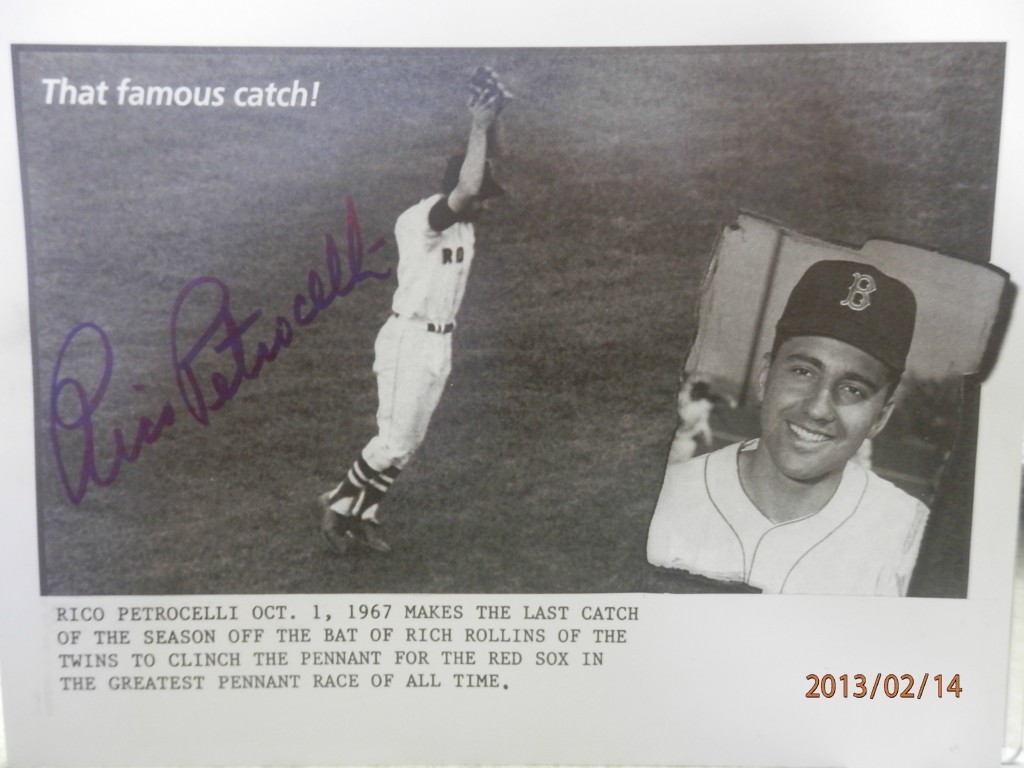 That famous catch!
RO
B
Rico Petrocelli
RICO PETROCELLI OCT. 1, 1967 MAKES THE LAST CATCH
OF THE SEASON OFF THE BAT OF RICH ROLLINS OF THE
TWINS TO CLINCH THE PENNANT FOR THE RED SOX IN
THE GREATEST PENNANT RACE OF ALL TIME.
2013/02/14